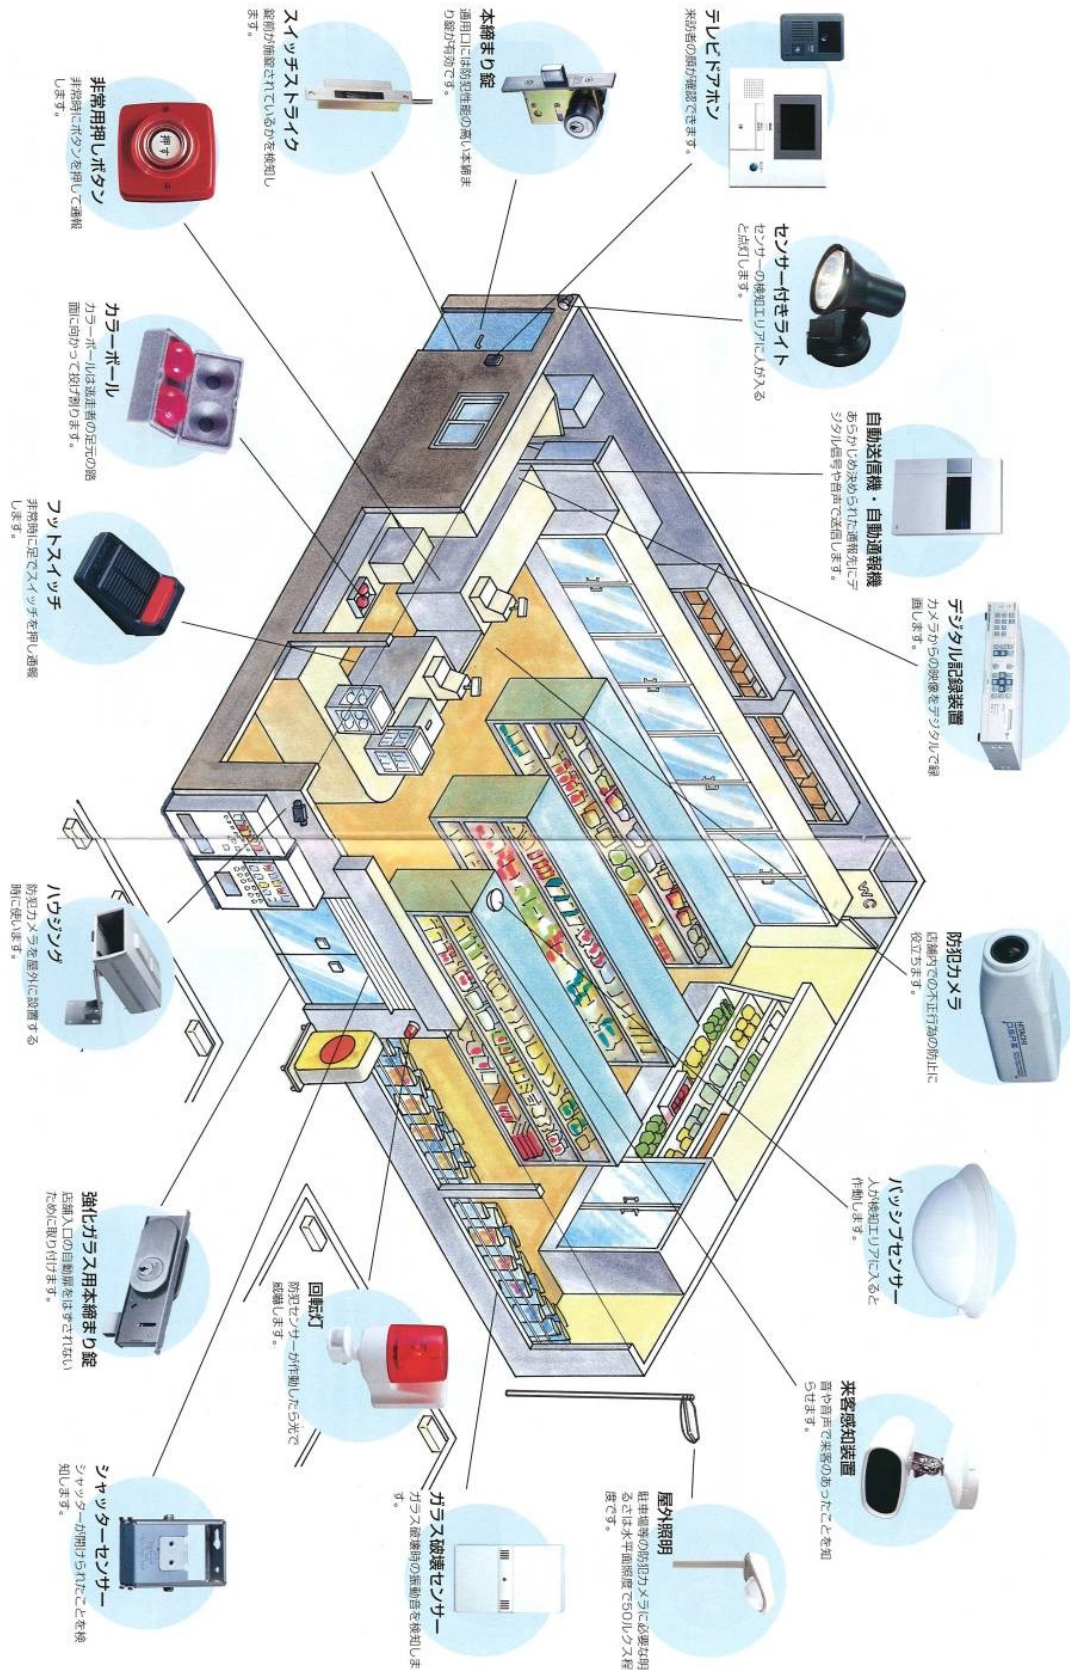 テレビドアホン
来訪者の顔が確認できます。
本締まり錠
通用口には防犯性能の高い本締ま
り錠が有効です。
スイッチストライク
錠前が施錠されているかを検知し
ます。
非常用押しボタン
非常時にボタンを押して通報
します。
押す
センサー付きライト
センサーの検知エリアに人が入る
と点灯します。
自動送信機・自動通報機
あらかじめ決められた通報先にデ
ジタル信号や音声で送信します。
デジタル記録装置
カメラからの映像をデジタルで録
画します。
防犯カメラ
店舗内での不正行為の防止に
役立ちます。
HITACHI
パッシブセンサー
人が検知エリアに入ると
作動します。
来客感知装置
音や音声で来客のあったことを知
らせます。
屋外照明
駐車場等の防犯カメラに必要な明
るさは水平面照度で50ルクス程
度です。
ガラス破壊センサー
ガラス破壊時の振動音を検知しま
す。
WC
カラーボール
カラーボールは逃走者の足元の路
面に向かって投げ割ります。
フットスイッチ
非常時に足でスイッチを押し通報
します。
ハウジング
防犯カメラを屋外に設置する
時に使います。
強化ガラス用本締まり錠
店舗入口の自動扉をはずされない
ために取り付けます。
回転灯
防犯センサーが作動したら光で
威嚇します。
シャッターセンサー
シャッターが開けられたことを検
知します。